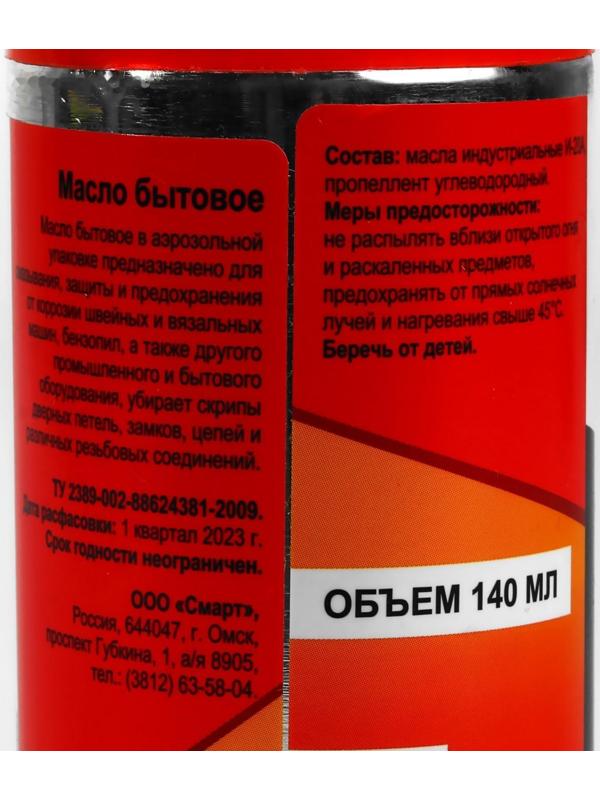 Масло бытовое
Масло бытовое в аэрозольной
упаковке предназначено для
смазывания, защиты и предохранения
от коррозии швейных и вязальных
машин, бензопил, а также другого
промышленного и бытового
оборудования, убирает скрипы
дверных петель, замков, цепей и
различных резьбовых соединений.
ТУ 2389-002-88624381-2009.
Дата расфасовки: 1 квартал 2023 г.
Срок годности неограничен.
ООО «Смарт»,
Россия, 644047, г. Омск,
проспект Губкина, 1, а/я 8905,
тел.: (3812) 63-58-04.
Состав: масла индустриальные И-20А,
пропеллент углеводородный.
Меры предосторожности:
не распылять вблизи открытого огня
и раскаленных предметов,
предохранять от прямых солнечных
лучей и нагревания свыше 45°С.
Беречь от детей.
ОБЪЕМ 140 МЛ